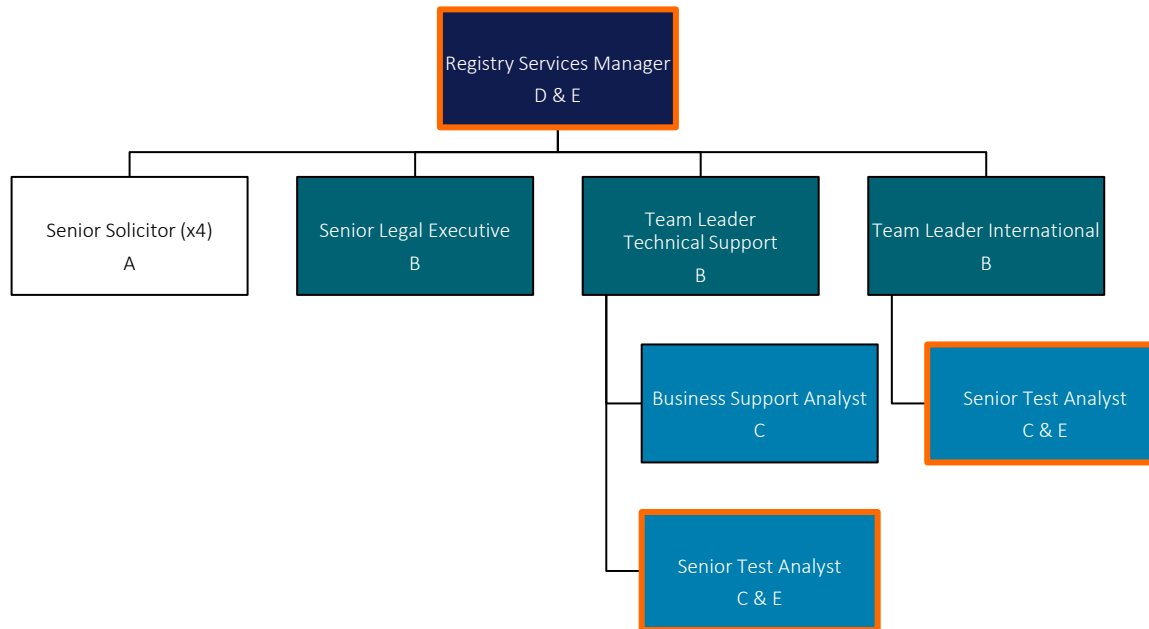 Registry Services Manager
D & E
Senior Solicitor (x4)
A
Senior Legal Executive
B
Team Leader
Technical Support
B
Team Leader International
B
Business Support Analyst
C
Senior Test Analyst
C & E
Senior Test Analyst
C & E